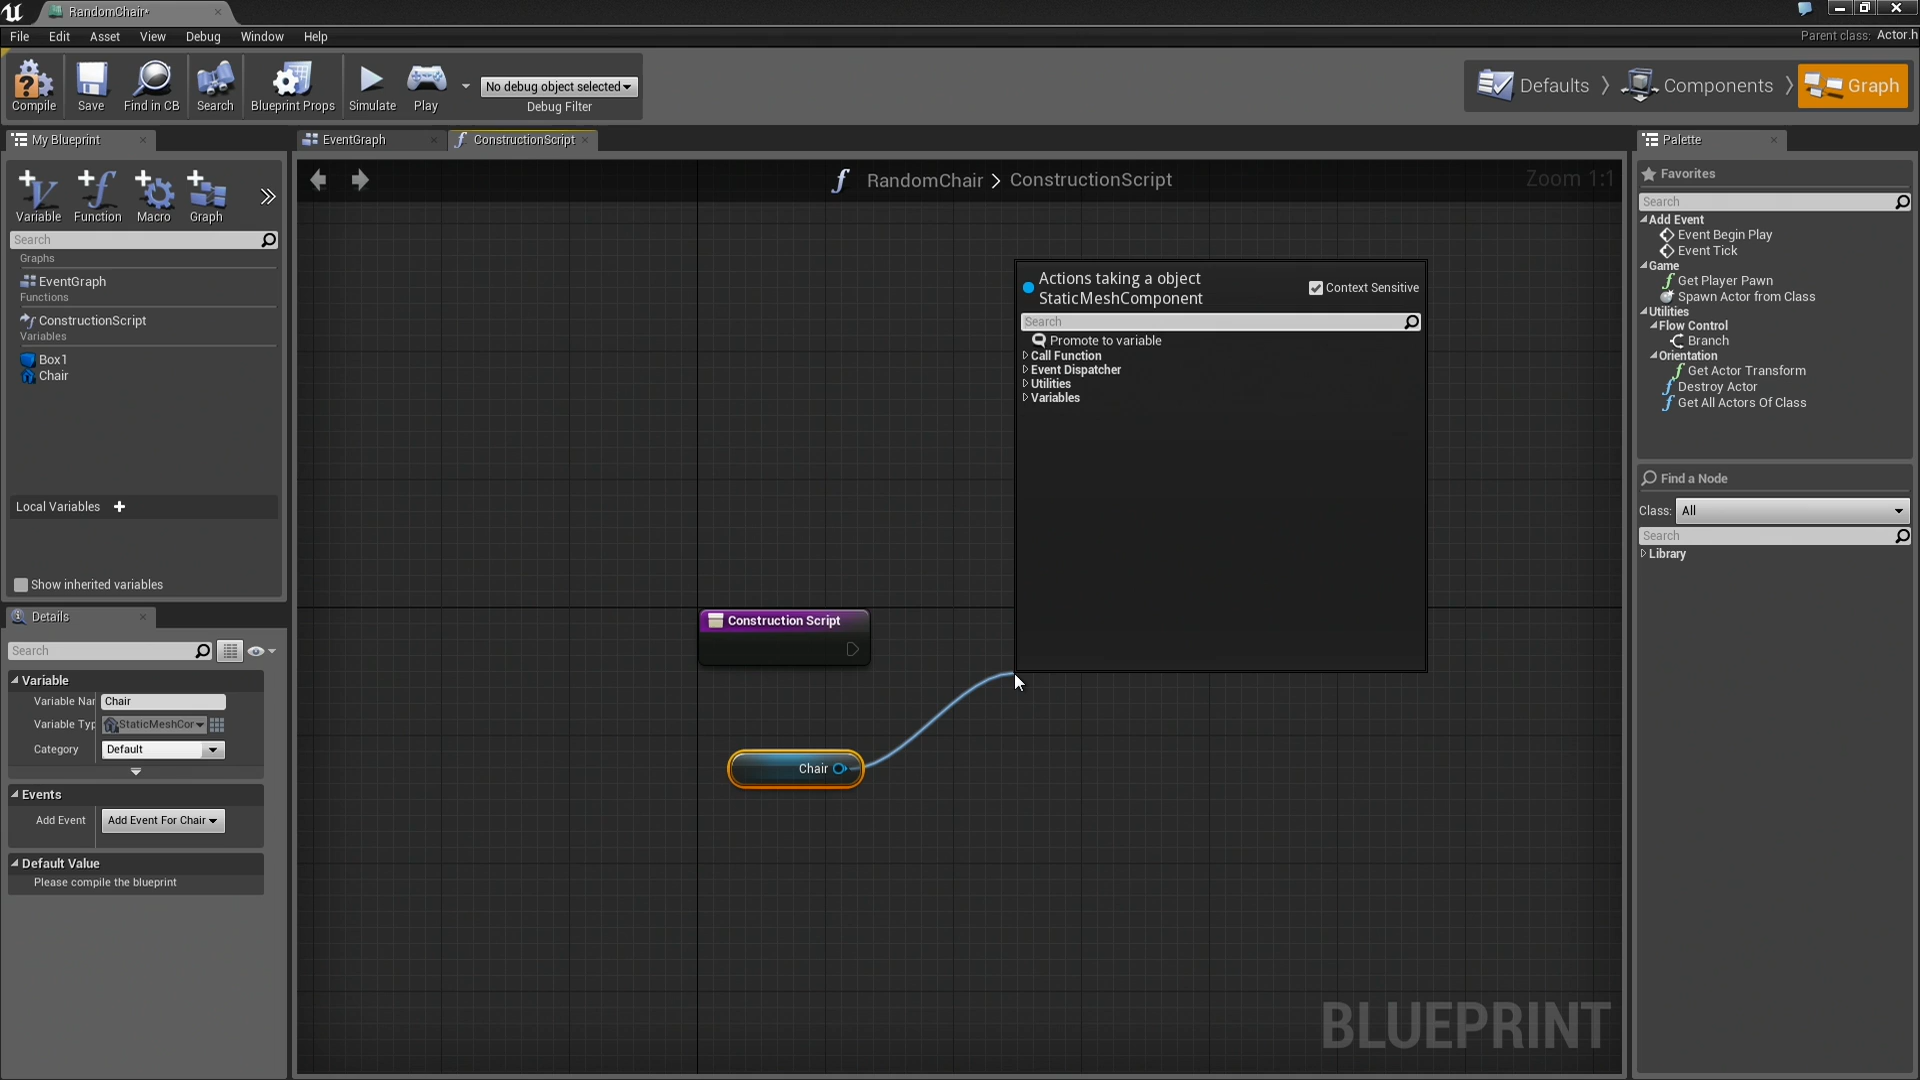 RandomChair*
File Edit Asset View Debug Window Help
Parent class: Actor.h
Compile
Save
Find in CB
Search
Blueprint Props
Simulate
Play
No debug object selected
Debug Filter
Defaults
Components
Graph
My Blueprint
Variable
Function
Macro
Graph
Search
Graphs
EventGraph
Functions
ConstructionScript
Variables
Box1
Chair
Local Variables
Show inherited variables
Details
Search
Variable
Variable Nar Chair
Variable Typ StaticMeshCor
Category Default
Events
Add Event Add Event For Chair
Default Value
Please compile the blueprint
EventGraph
ConstructionScript
RandomChair > ConstructionScript
Zoom 1:1
Actions taking a object
StaticMeshComponent
Context Sensitive
Search
Promote to variable
Call Function
Event Dispatcher
Utilities
Variables
Construction Script
Chair
BLUEPRINT
Palette
Favorites
Search
Add Event
Event Begin Play
Event Tick
Game
Get Player Pawn
Spawn Actor from Class
Utilities
Flow Control
Branch
Orientation
Get Actor Transform
Destroy Actor
Get All Actors Of Class
Find a Node
Class: All
Search
Library